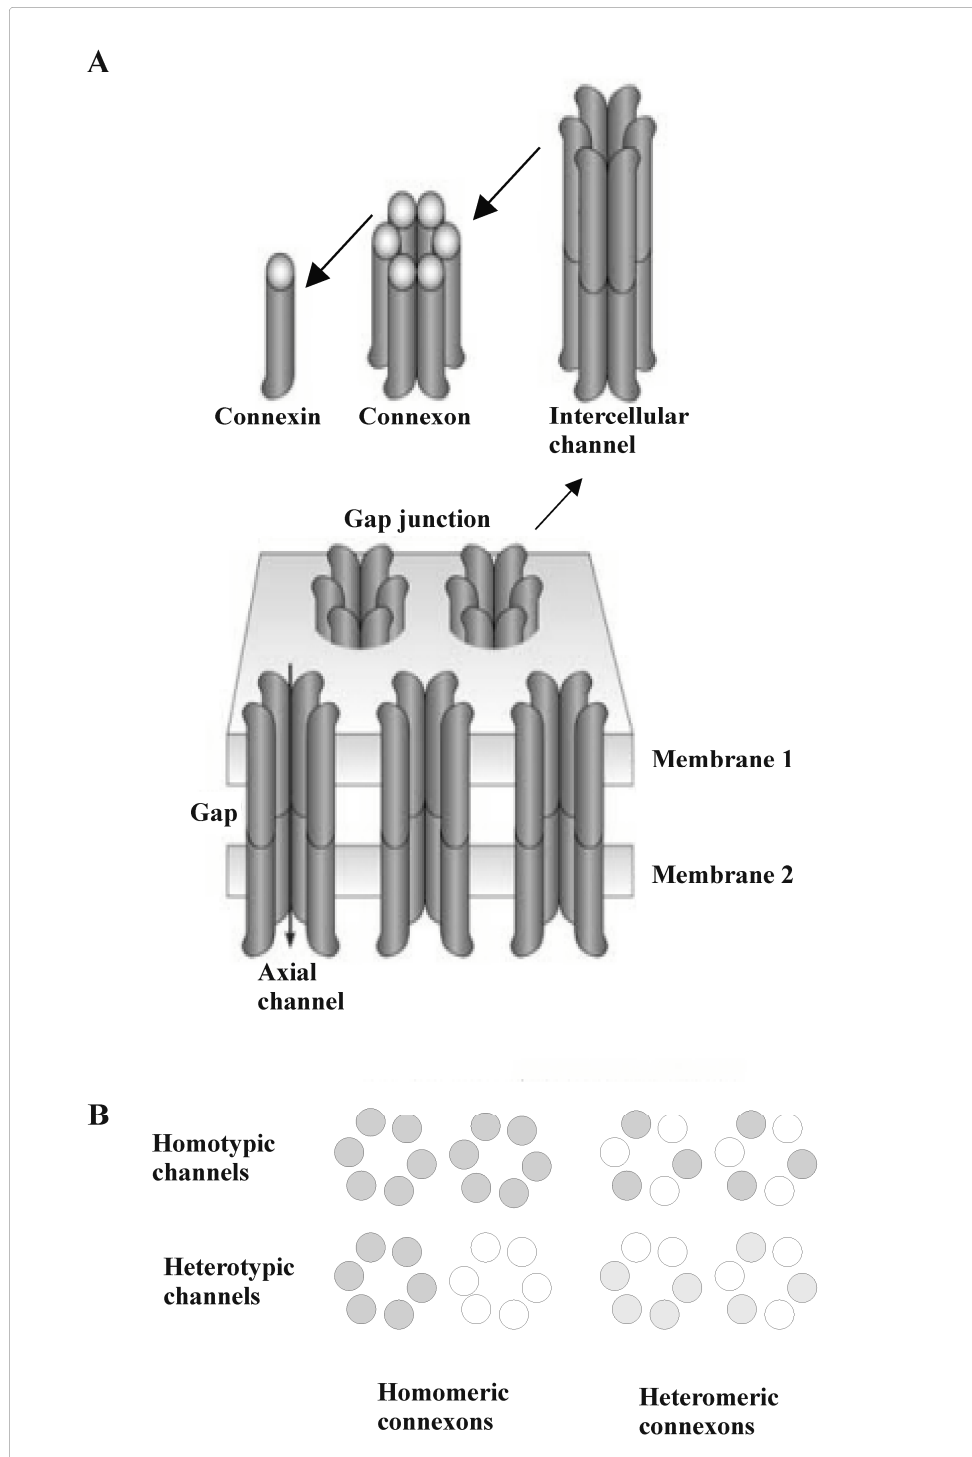 A
Connexin
Connexon
Intercellular
channel
Gap junction
Membrane 1
Gap
Membrane 2
Axial
channel
B
Homotypic
channels
Heterotypic
channels
Homomeric
connexons
Heteromeric
connexons